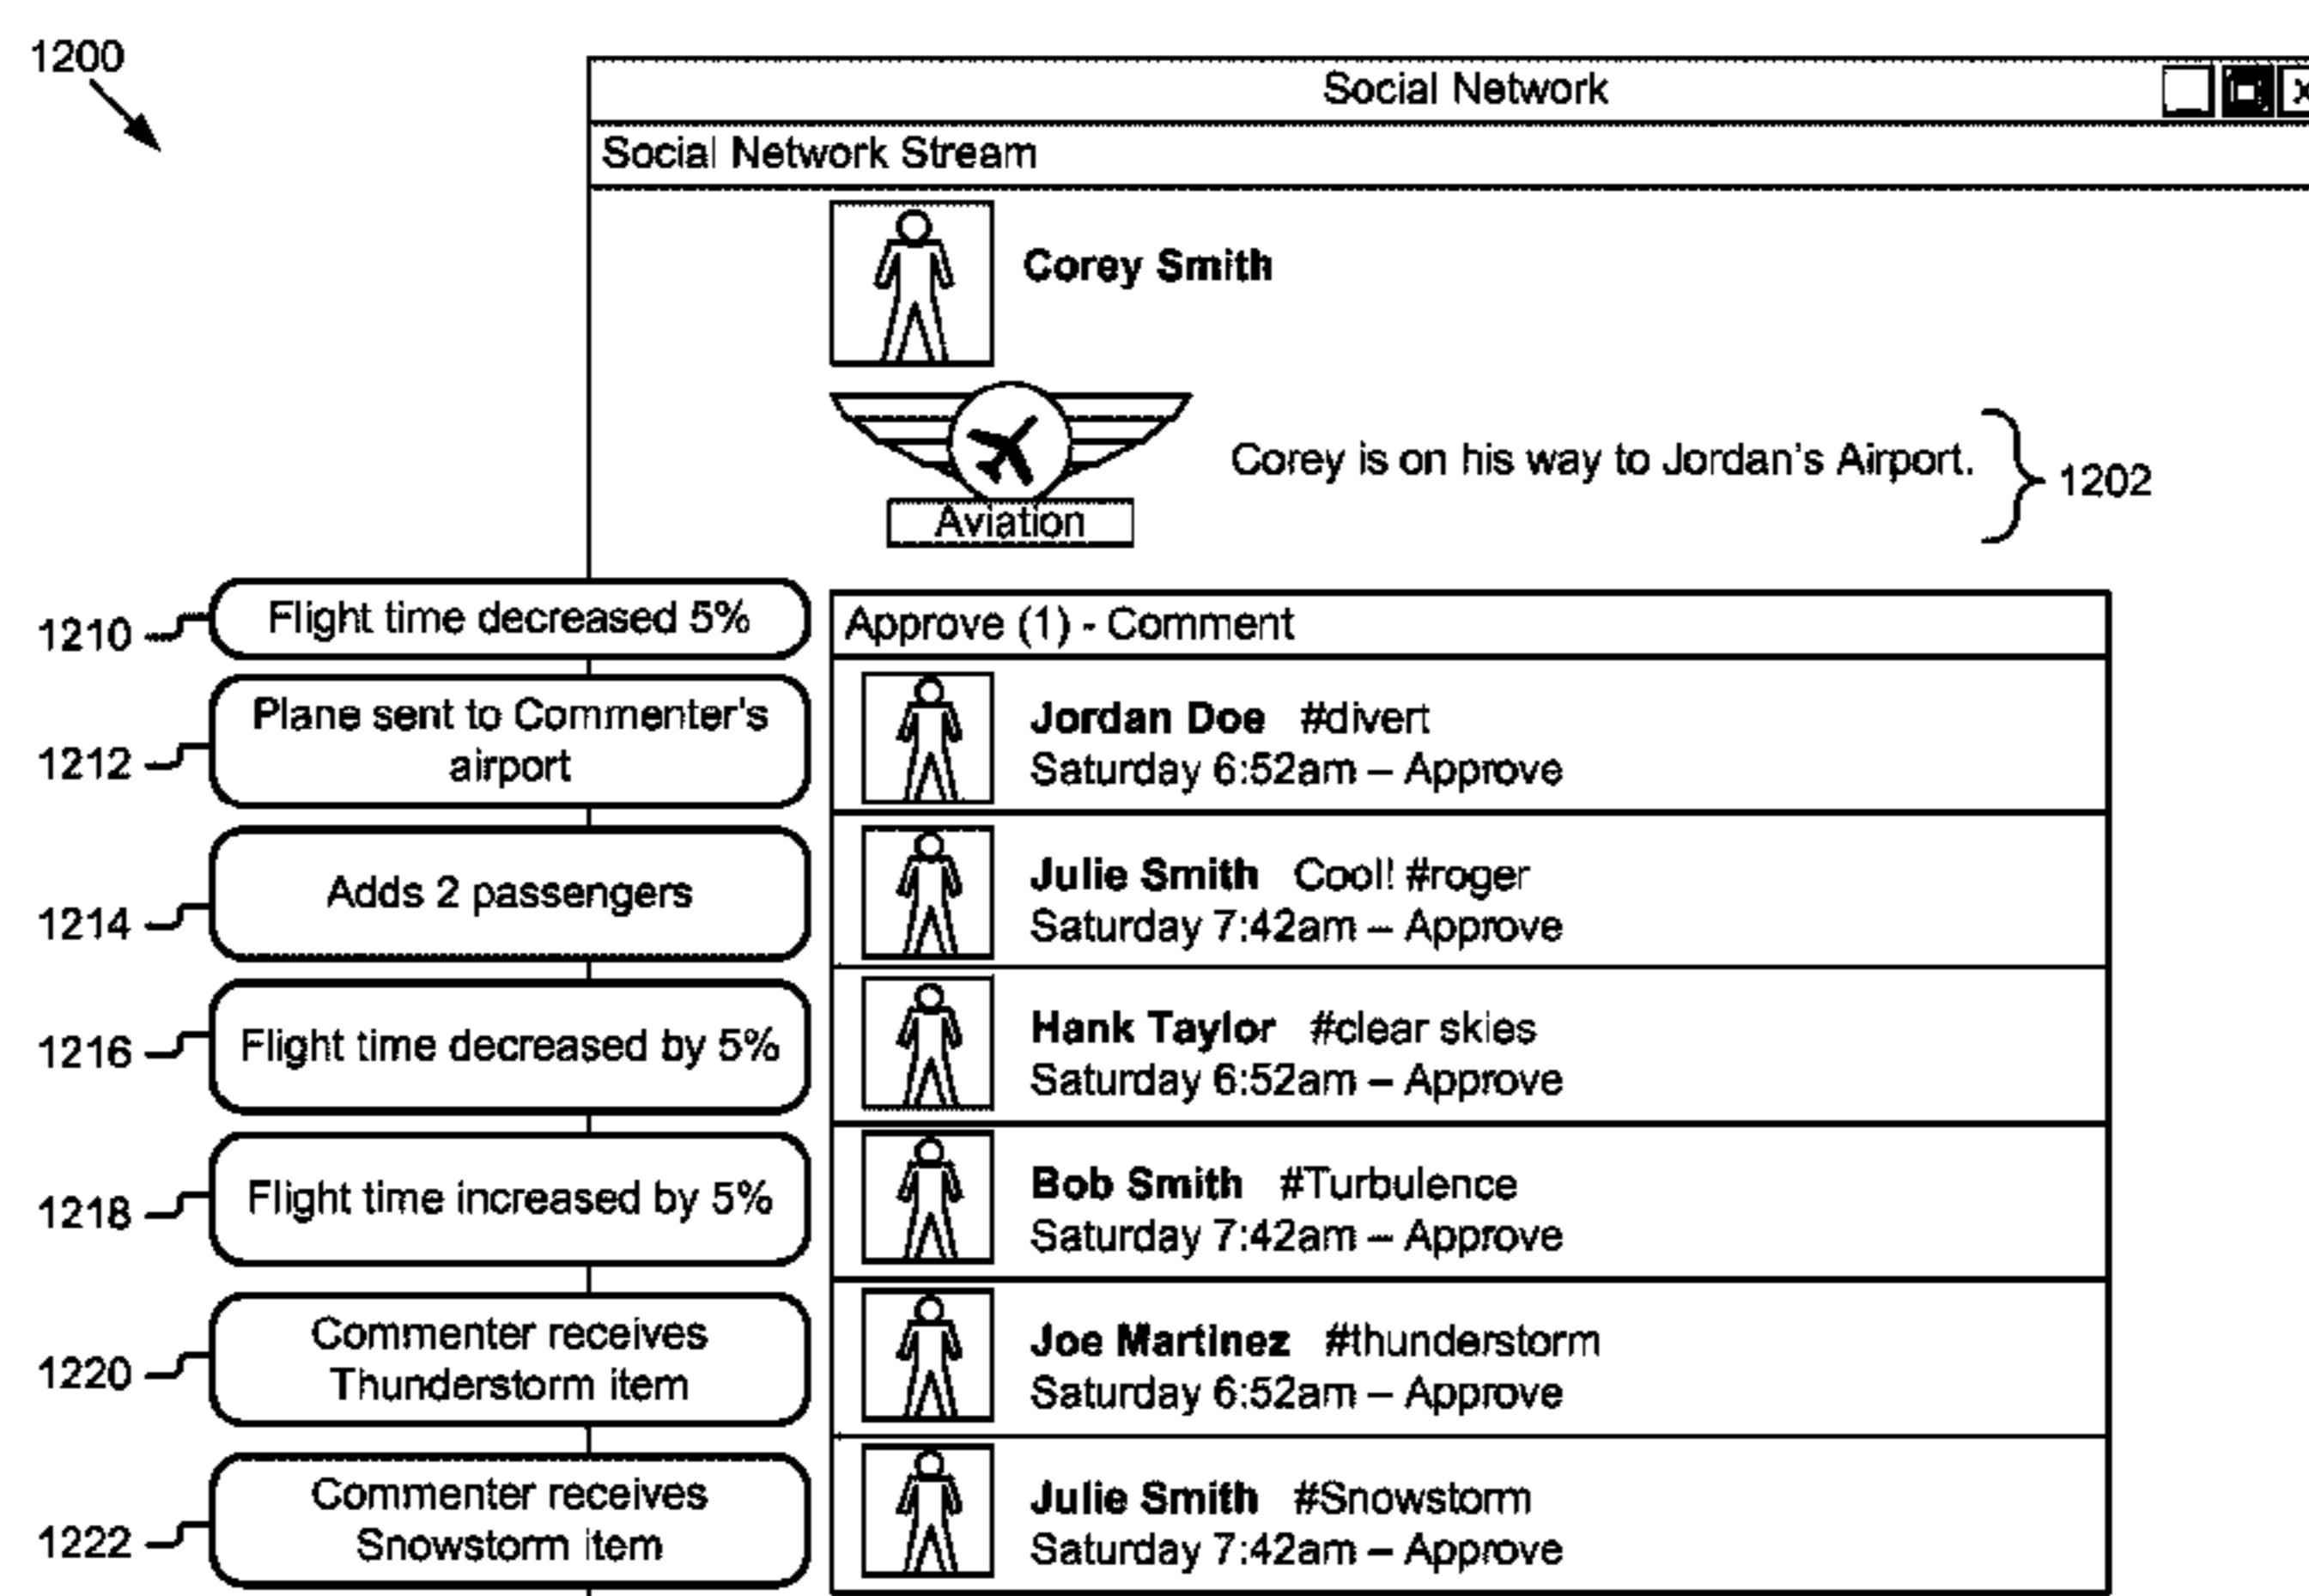 1200
Social Network
Social Network Stream
Corey Smith
Corey is on his way to Jordan's Airport.
1202
Aviation
1210
Flight time decreased 5%
Approve (1) - Comment
1212
Plane sent to Commenter's
airport
Jordan Doe #divert
Saturday 6:52am – Approve
1214
Adds 2 passengers
Julie Smith Cool! #roger
Saturday 7:42am – Approve
1216
Flight time decreased by 5%
Hank Taylor #clear skies
Saturday 6:52am – Approve
1218
Flight time increased by 5%
Bob Smith #Turbulence
Saturday 7:42am – Approve
1220
Commenter receives
Thunderstorm item
Joe Martinez #thunderstorm
Saturday 6:52am – Approve
1222
Commenter receives
Snowstorm item
Julie Smith #Snowstorm
Saturday 7:42am – Approve